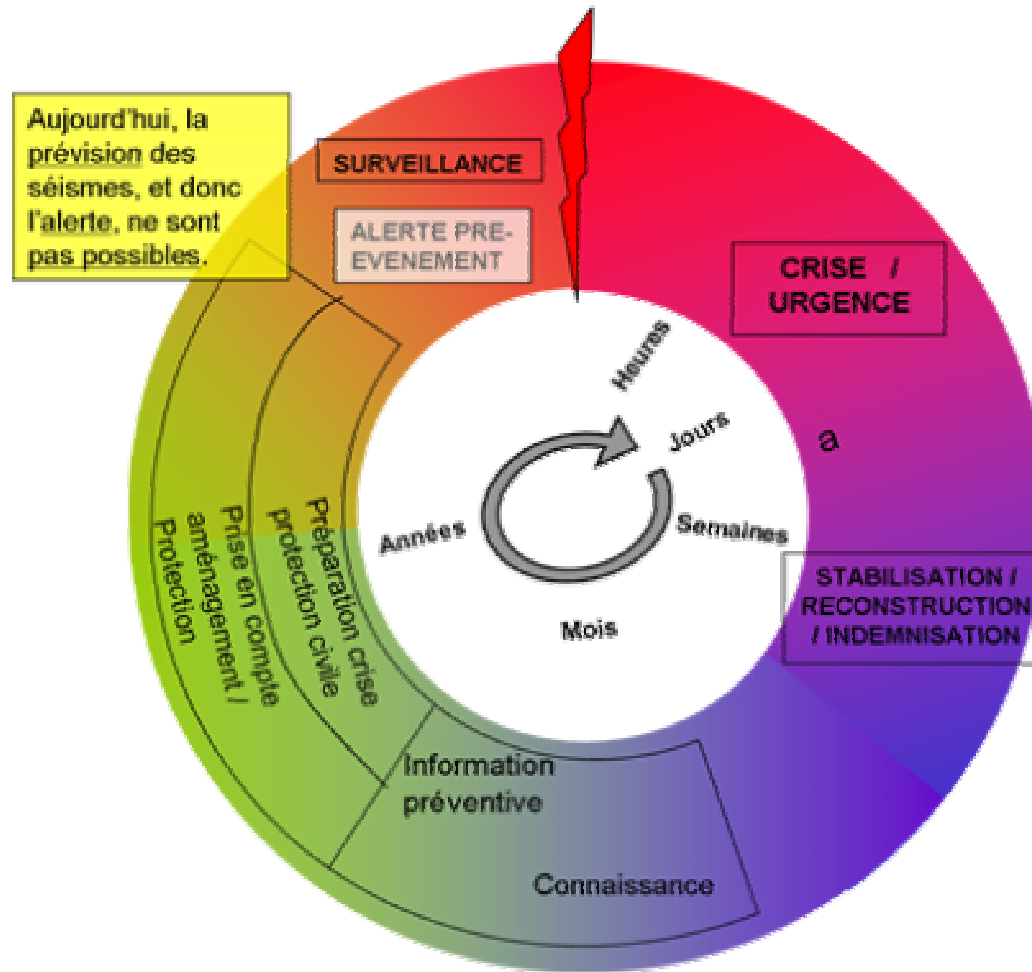 Aujourd'hui, la
prévision des
séismes, et donc
l'alerte, ne sont
pas possibles.
SURVEILLANCE
ALERTE PRE-
EVENEMENT
CRISE /
URGENCE
Heures
Jours
a
Semaines
Mois
Années
STABILISATION /
RECONSTRUCTION
/ INDEMNISATION
Préparation crise
protection civile
Prise en compte
aménagement /
Protection
Information
préventive
Connaissance